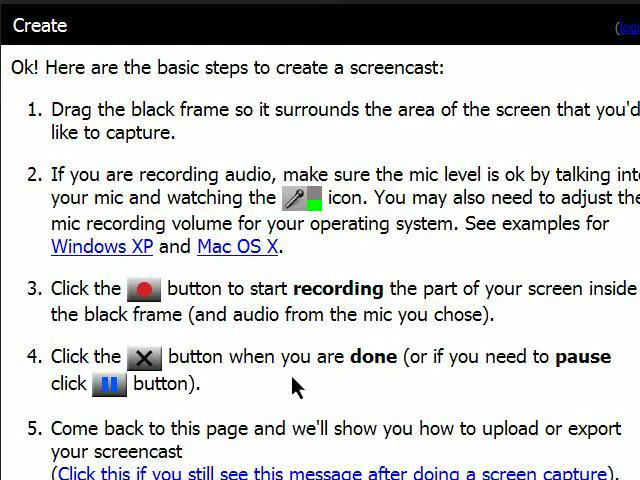 Create
Ok! Here are the basic steps to create a screencast:
1. Drag the black frame so it surrounds the area of the screen that you'd
like to capture.
2. If you are recording audio, make sure the mic level is ok by talking into
your mic and watching the icon. You may also need to adjust the
mic recording volume for your operating system. See examples for
Windows XP and Mac OS X.
3. Click the button to start recording the part of your screen inside
the black frame (and audio from the mic you chose).
4. Click the button when you are done (or if you need to pause
click button).
5. Come back to this page and we'll show you how to upload or export
your screencast
(Click this if you still see this message after doing a screen capture).